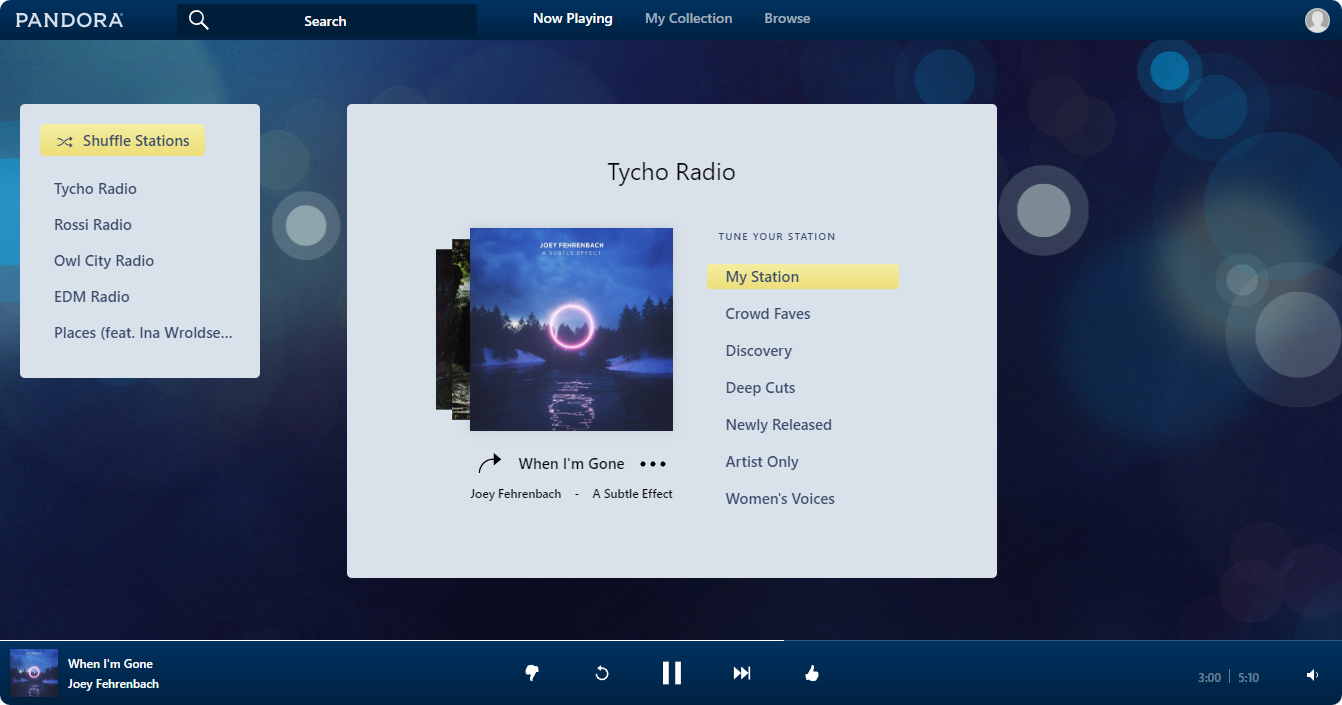 PANDORA
Search
Now Playing
My Collection
Browse
Shuffle Stations
Tycho Radio
Rossi Radio
Owl City Radio
EDM Radio
Places (feat. Ina Wroldse...
Tycho Radio
JOEY FEHRENBACH
A SUBTLE EFFECT
When I'm Gone
Joey Fehrenbach - A Subtle Effect
TUNE YOUR STATION
My Station
Crowd Faves
Discovery
Deep Cuts
Newly Released
Artist Only
Women's Voices
When I'm Gone
Joey Fehrenbach
3:00 | 5:10